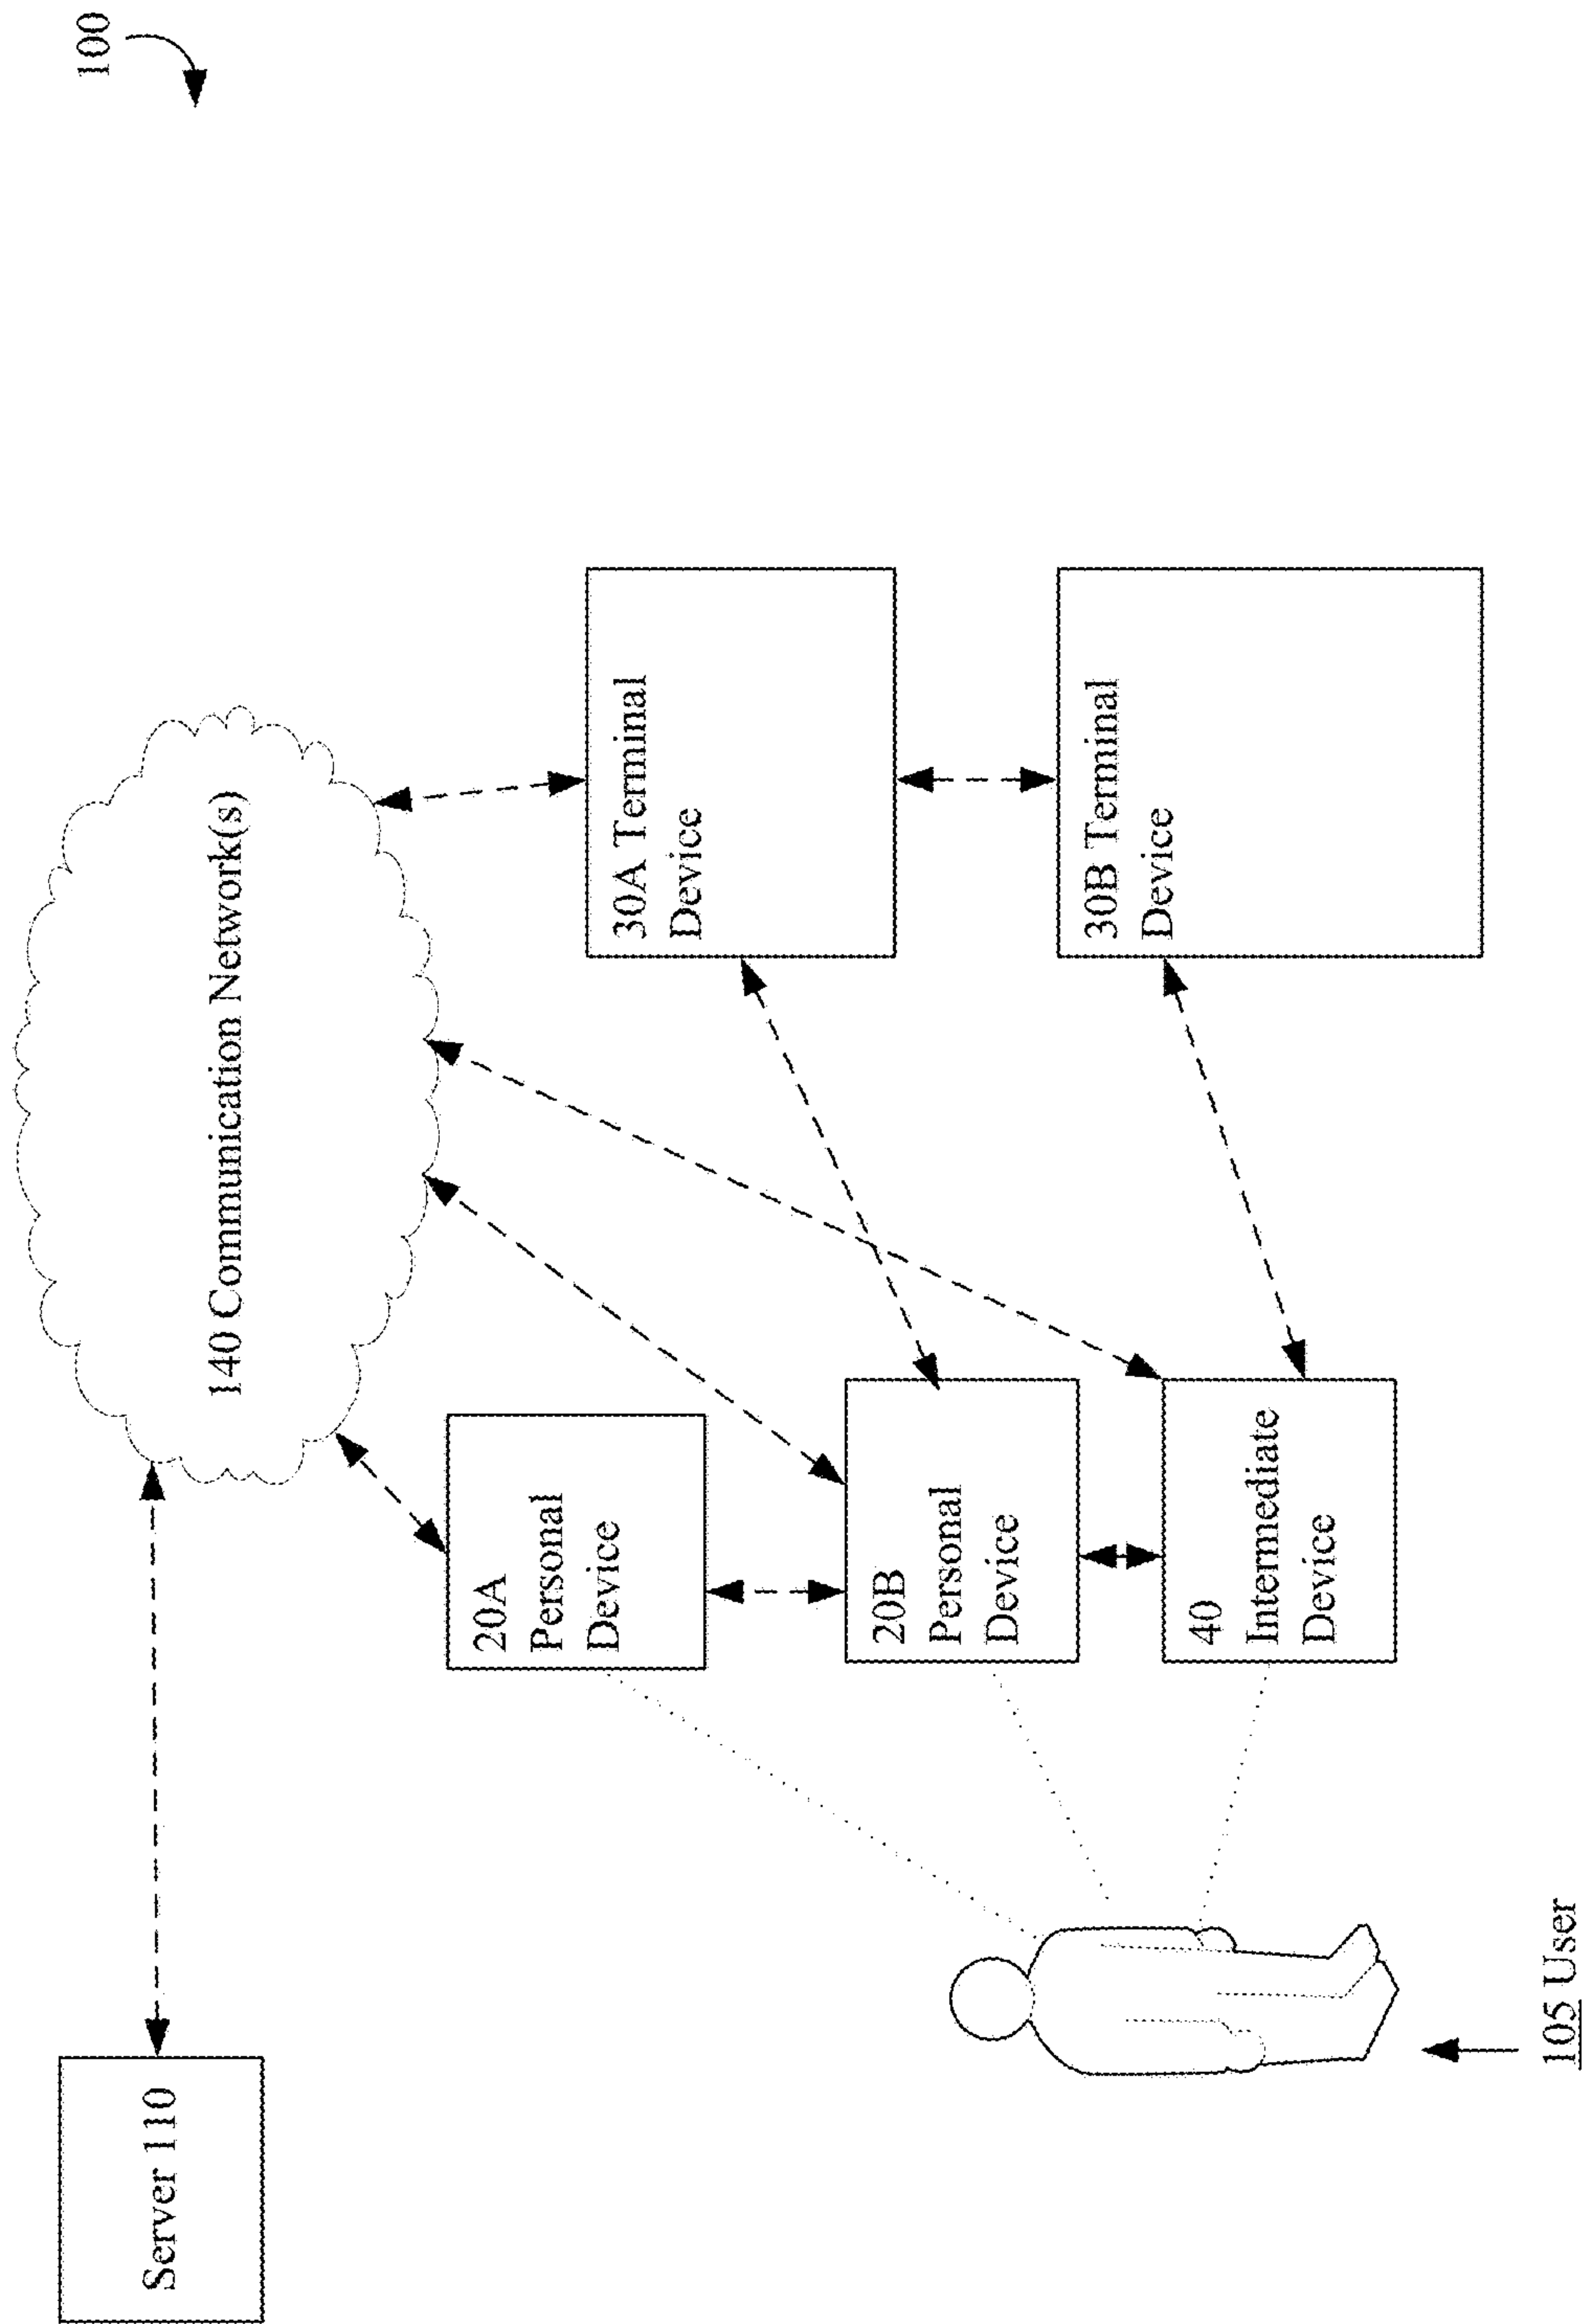 100
Server 110
140 Communication Network(s)
20A
Personal
Device
30A Terminal
Device
20B
Personal
Device
30B Terminal
Device
40
Intermediate
Device
105 User